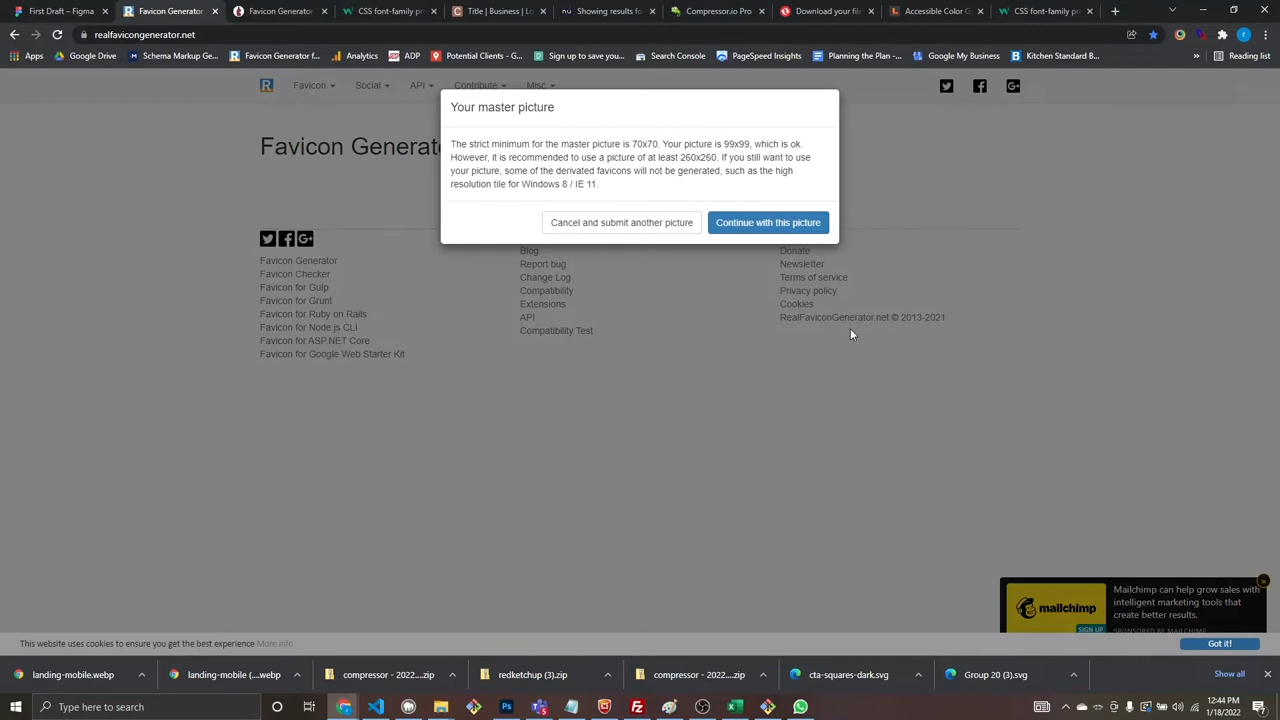 First Draft – Figma
Favicon Generator
Favicon Generator f
CSS font-family pro
Title | Business | Lo
Showing results fo
Compressor.io Pro
Download your file
Accessible Color G
CSS font-family pro
realfavicongenerator.net
Apps
Google Drive
Schema Markup Ge...
Favicon Generator f...
Analytics
ADP
Potential Clients - G...
Sign up to save you...
Search Console
PageSpeed Insights
Planning the Plan -...
Google My Business
Kitchen Standard B...
»
Reading list
Favicon
Social
API
Contribute
Misc
Your master picture
Favicon Generato
The strict minimum for the master picture is 70x70. Your picture is 99x99, which is ok.
However, it is recommended to use a picture of at least 260x260. If you still want to use
your picture, some of the derivated favicons will not be generated, such as the high
resolution tile for Windows 8 / IE 11.
Cancel and submit another picture
Continue with this picture
Favicon Generator
Favicon Checker
Favicon for Gulp
Favicon for Grunt
Favicon for Ruby on Rails
Favicon for Node.js CLI
Favicon for ASP.NET Core
Favicon for Google Web Starter Kit
Blog
Report bug
Change Log
Compatibility
Extensions
API
Compatibility Test
Donate
Newsletter
Terms of service
Privacy policy
Cookies
RealFaviconGenerator.net © 2013-2021
Mailchimp can help grow sales with
intelligent marketing tools that
create better results.
mailchimp
SIGN UP
SPONSORED BY MAILCHIMP
This website uses cookies to ensure you get the best experience More info
Got it!
landing-mobile.webp
landing-mobile (....webp
compressor - 2022....zip
redketchup (3).zip
compressor - 2022....zip
cta-squares-dark.svg
Group 20 (3).svg
Show all
Type here to search
12:44 PM
1/18/2022